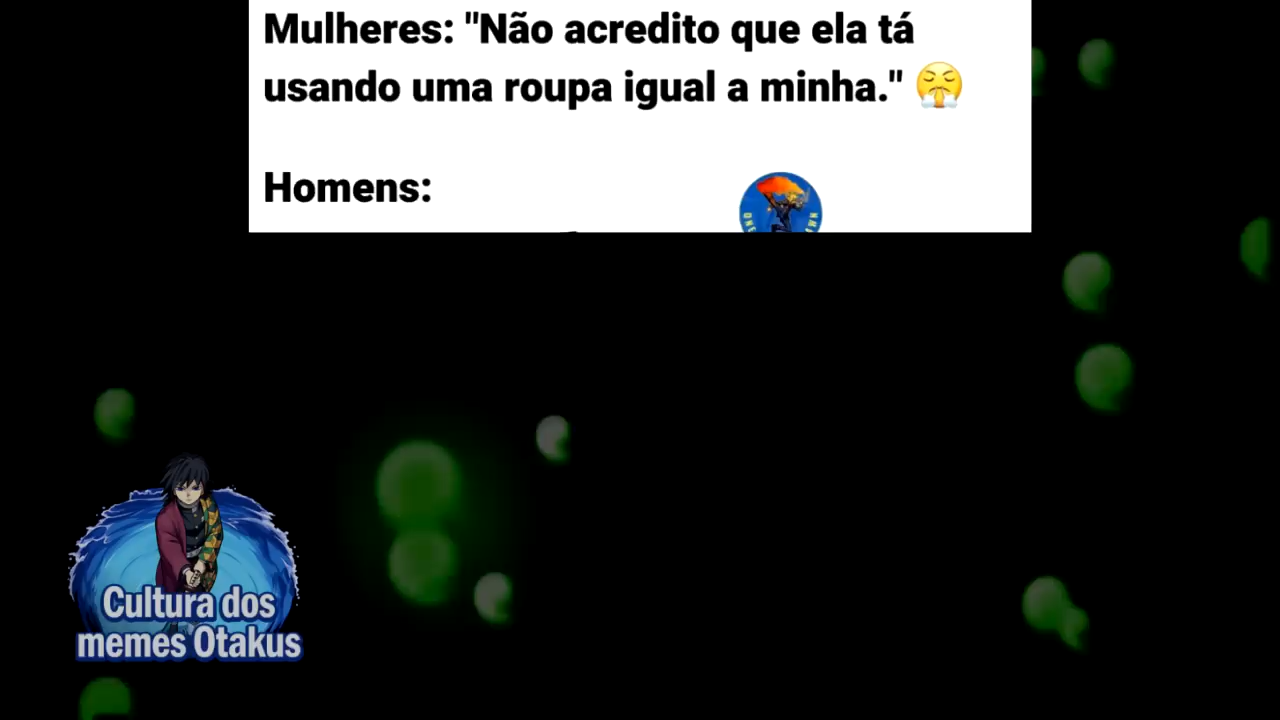 Mulheres: "Não acredito que ela tá
usando uma roupa igual a minha." 😤
Homens:
Cultura dos
memes Otakus